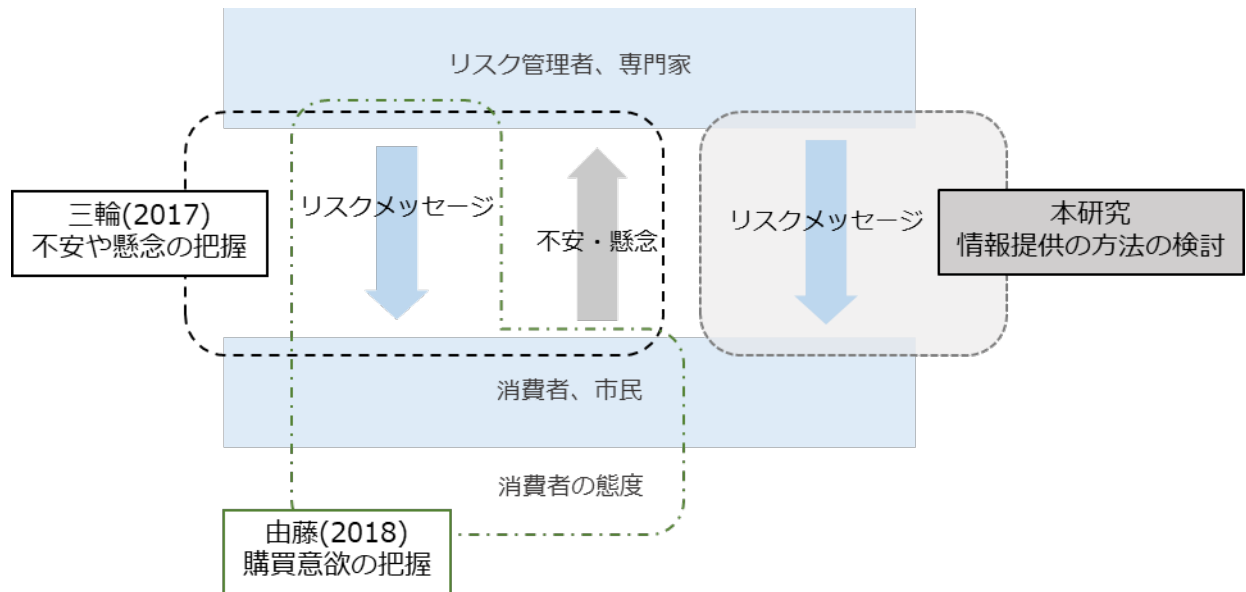 リスク管理者、専門家
三輪(2017)
不安や懸念の把握
リスクメッセージ
不安・懸念
リスクメッセージ
本研究
情報提供の方法の検討
消費者、市民
消費者の態度
由藤(2018)
購買意欲の把握